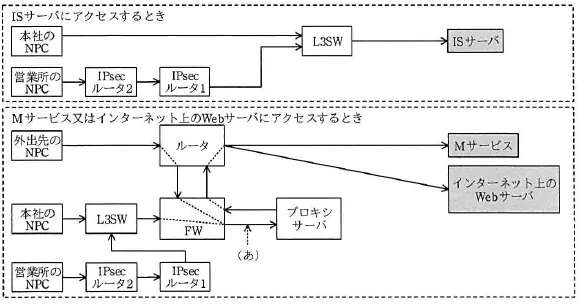 ISサーバにアクセスするとき
本社の
NPC
L3SW
ISサーバ
営業所の
NPC
IPsec
ルータ2
IPsec
ルータ1
Mサービス又はインターネット上のWebサーバにアクセスするとき
外出先の
NPC
ルータ
Mサービス
インターネット上の
Webサーバ
本社の
NPC
L3SW
FW
プロキシ
サーバ
(あ)
営業所の
NPC
IPsec
ルータ2
IPsec
ルータ1